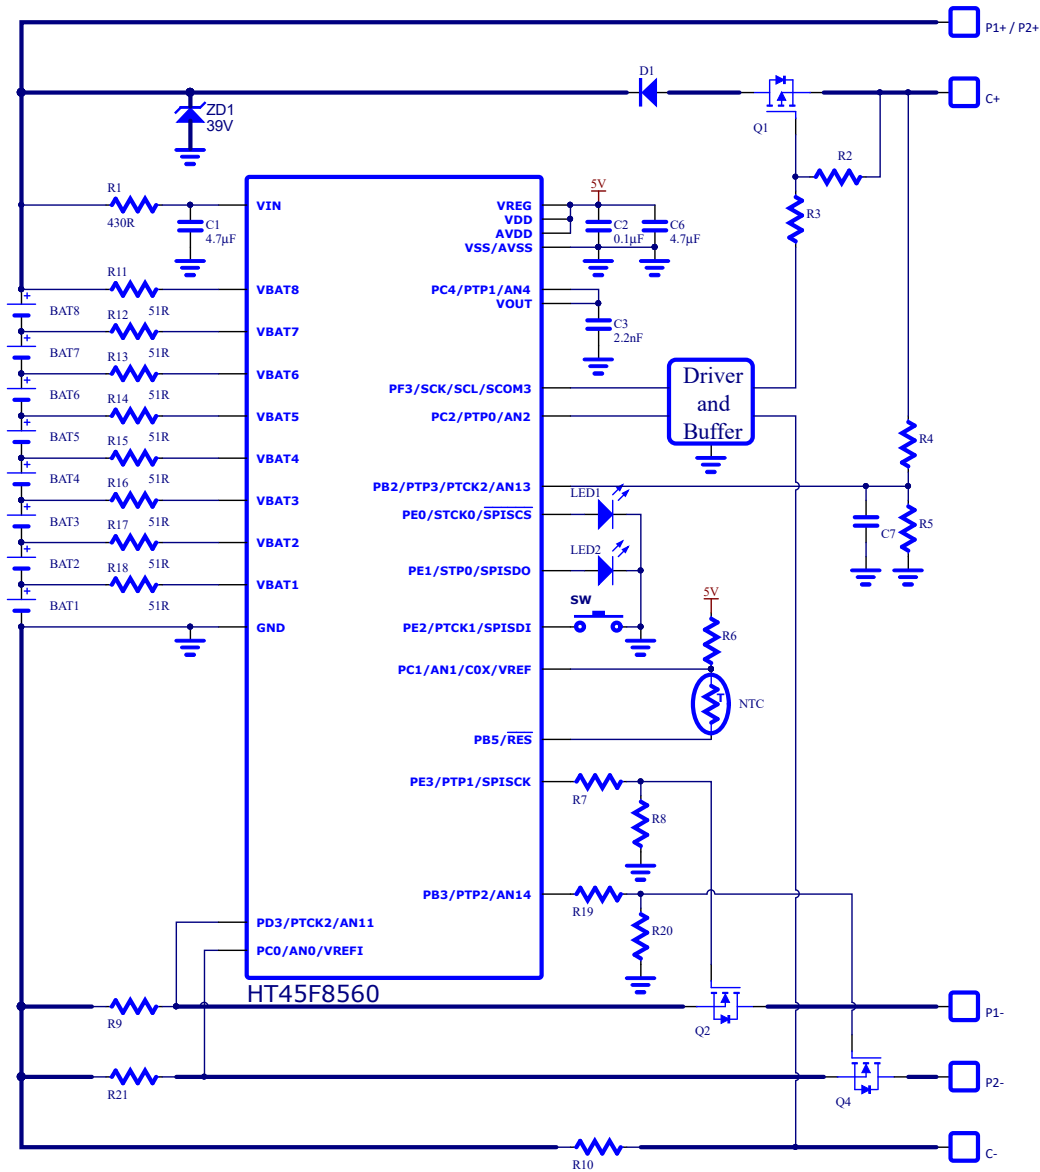 P1+ / P2+
D1
ZD1
39V
C+
Q1
R2
R1
430R
C1
4.7μF
VIN
VREG
VDD
AVDD
VSS/AVSS
5V
C2
0.1μF
C6
4.7μF
R3
R11
51R
VBAT8
PC4/PTP1/AN4
VOUT
BAT8
R12
51R
VBAT7
C3
2.2nF
BAT7
R13
51R
VBAT6
PF3/SCK/SCL/SCOM3
Driver
and
Buffer
BAT6
R14
51R
VBAT5
PC2/PTP0/AN2
BAT5
R15
51R
VBAT4
R4
BAT4
R16
51R
VBAT3
PB2/PTP3/PTCK2/AN13
LED1
PE0/STCK0/SPISCS
C7
R5
BAT3
R17
51R
VBAT2
LED2
BAT2
R18
51R
VBAT1
PE1/STP0/SPISDO
BAT1
SW
GND
PE2/PTCK1/SPISDI
5V
R6
PC1/AN1/C0X/VREF
T
NTC
PB5/RES
PE3/PTP1/SPISCK
R7
R8
PB3/PTP2/AN14
R19
R20
PD3/PTCK2/AN11
PC0/AN0/VREFI
HT45F8560
R9
Q2
P1-
R21
Q4
P2-
R10
C-